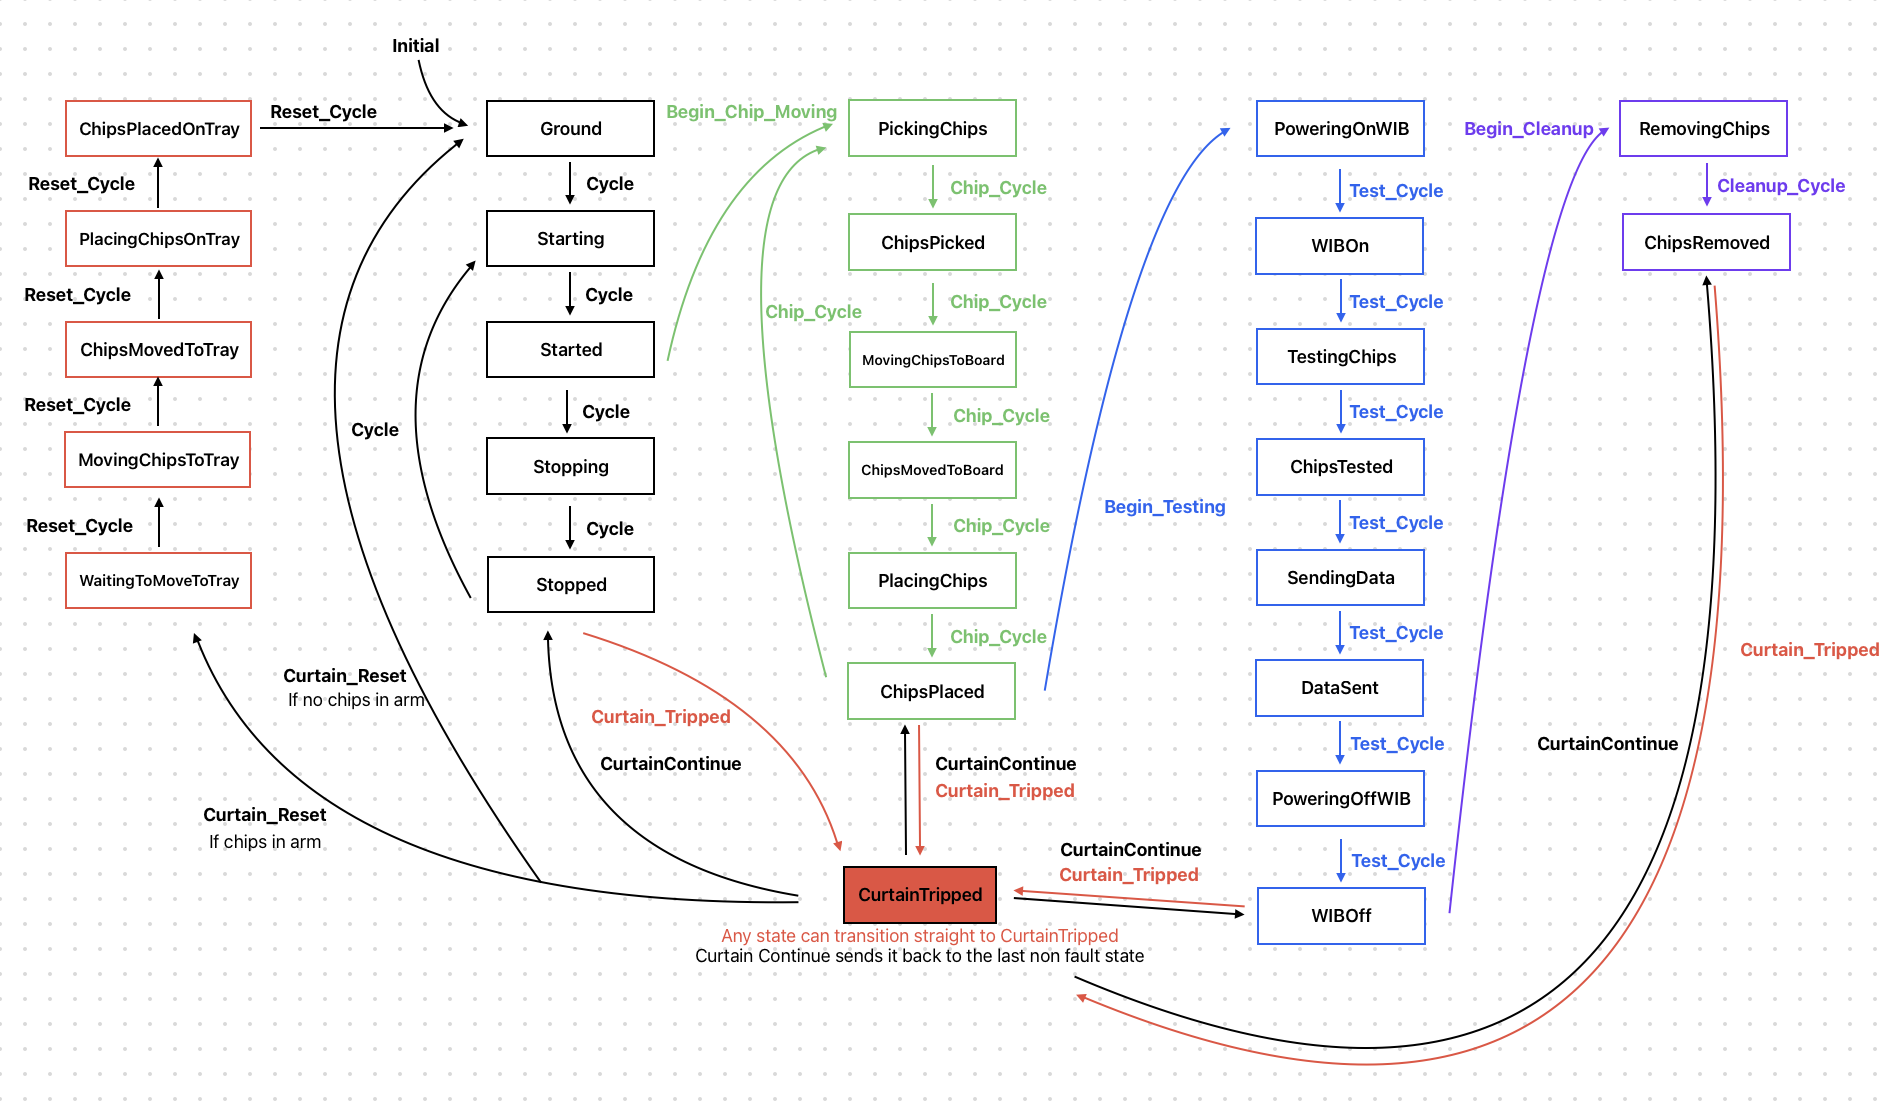 Initial
ChipsPlacedOnTray
Reset_Cycle
Reset_Cycle
PlacingChipsOnTray
Reset_Cycle
ChipsMovedToTray
Reset_Cycle
MovingChipsToTray
Reset_Cycle
WaitingToMoveToTray
Ground
Cycle
Starting
Cycle
Started
Cycle
Stopping
Cycle
Stopped
Cycle
Begin_Chip_Moving
PickingChips
Chip_Cycle
ChipsPicked
Chip_Cycle
Chip_Cycle
MovingChipsToBoard
Chip_Cycle
ChipsMovedToBoard
Chip_Cycle
PlacingChips
Chip_Cycle
ChipsPlaced
Begin_Testing
PoweringOnWIB
Test_Cycle
WIBOn
Test_Cycle
TestingChips
Test_Cycle
ChipsTested
Test_Cycle
SendingData
Test_Cycle
DataSent
Test_Cycle
PoweringOffWIB
Test_Cycle
WIBOff
Begin_Cleanup
RemovingChips
Cleanup_Cycle
ChipsRemoved
Curtain_Tripped
CurtainContinue
Curtain_Reset
If no chips in arm
Curtain_Reset
If chips in arm
Curtain_Tripped
CurtainContinue
CurtainContinue
Curtain_Tripped
CurtainContinue
Curtain_Tripped
CurtainTripped
Any state can transition straight to CurtainTripped
Curtain Continue sends it back to the last non fault state